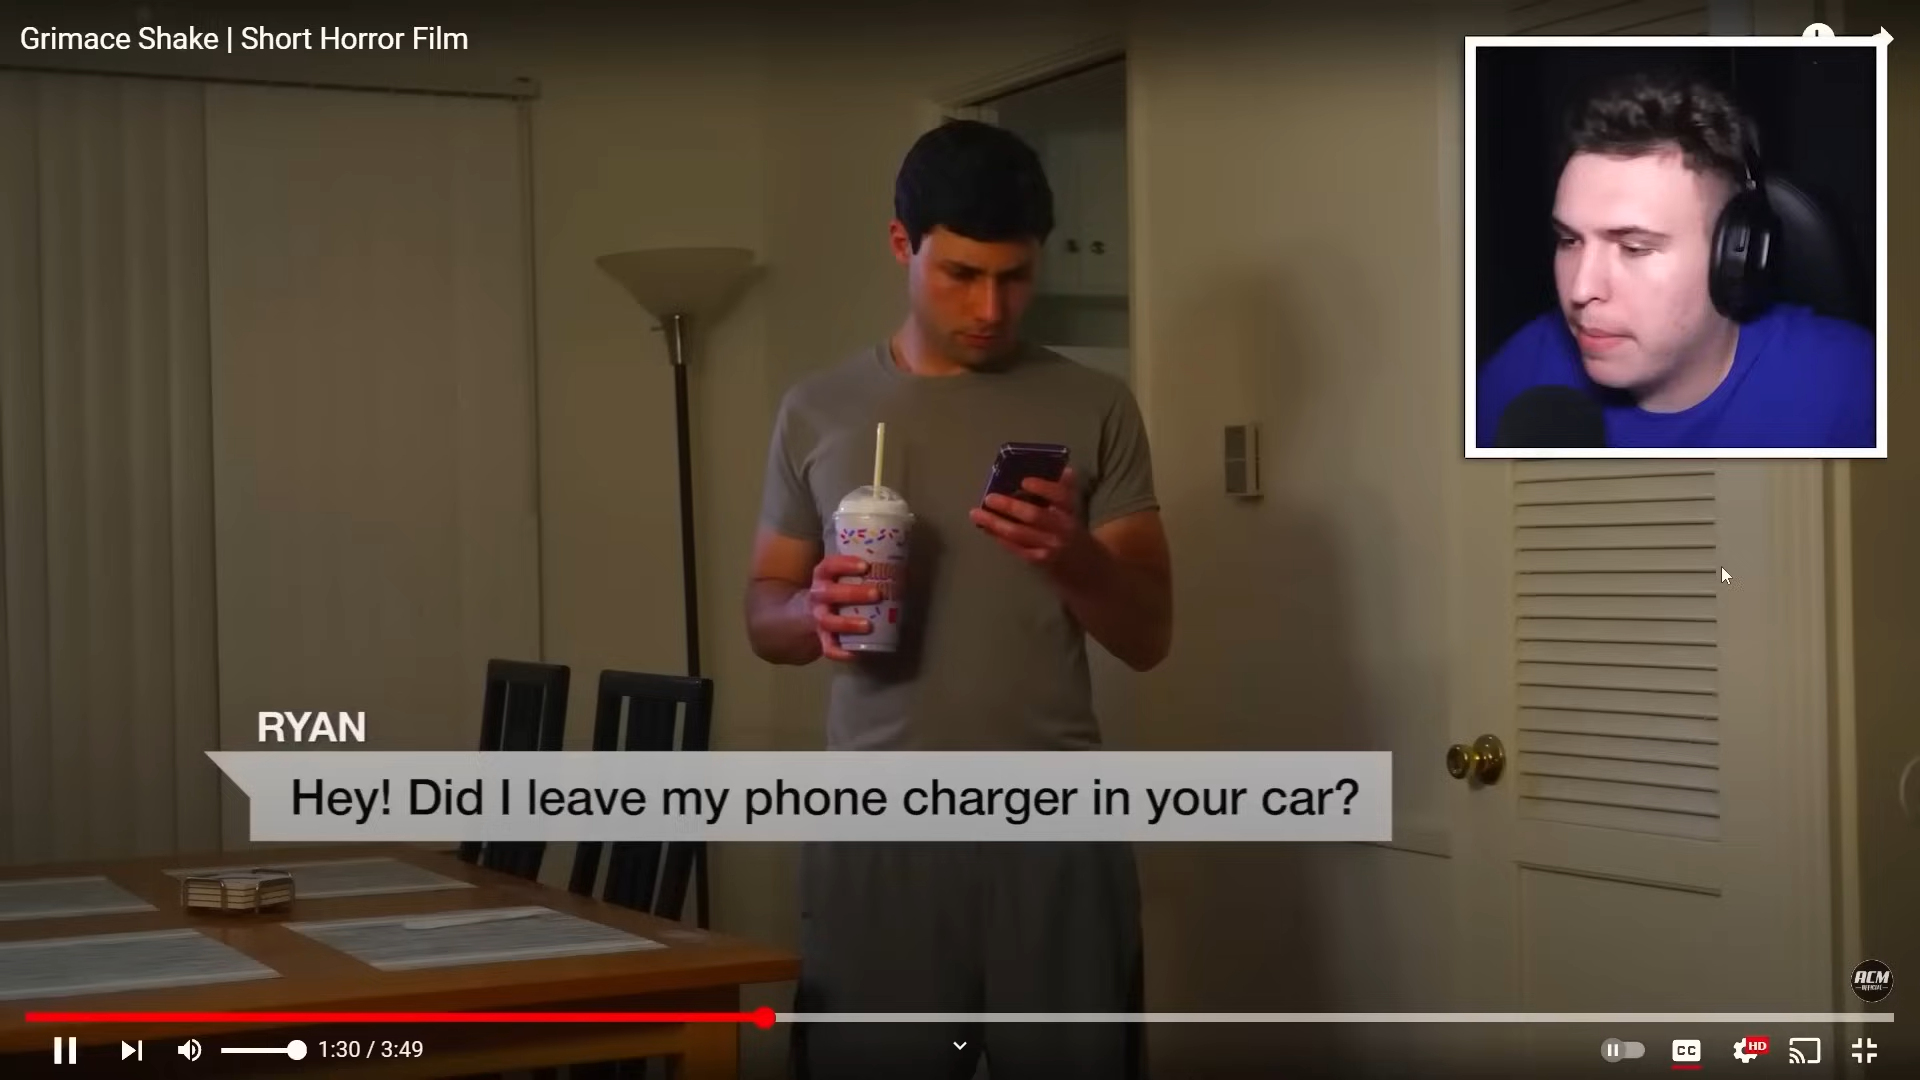 Grimace Shake | Short Horror Film
RYAN
Hey! Did I leave my phone charger in your car?
ACM
1:30 / 3:49
CC
HD